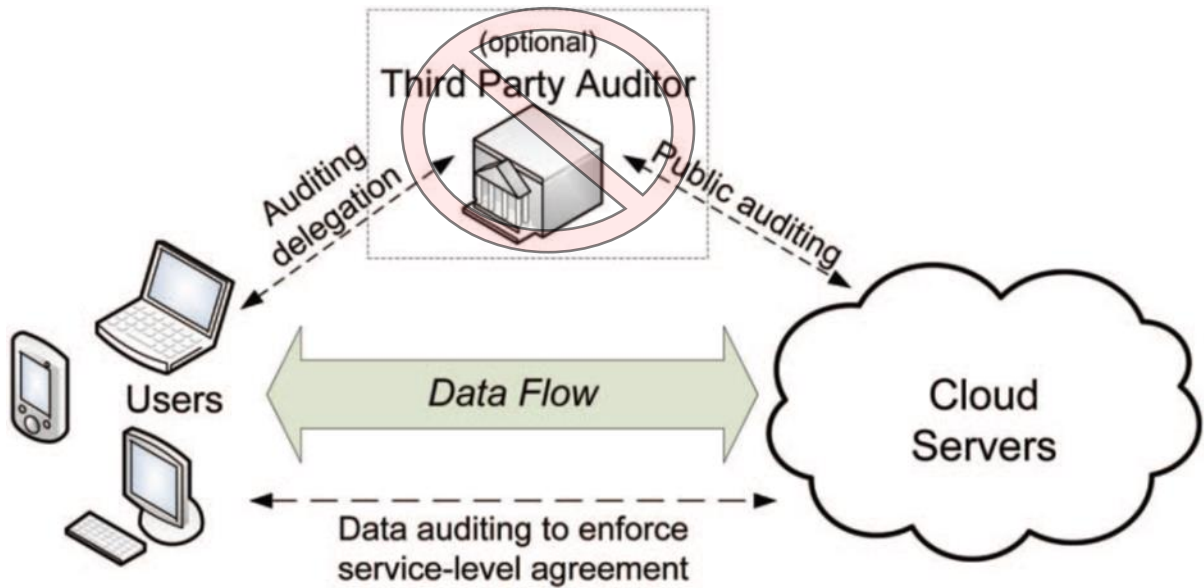 (optional)
Third Party Auditor
Auditing
delegation
Public auditing
Users
Data Flow
Cloud
Servers
Data auditing to enforce
service-level agreement